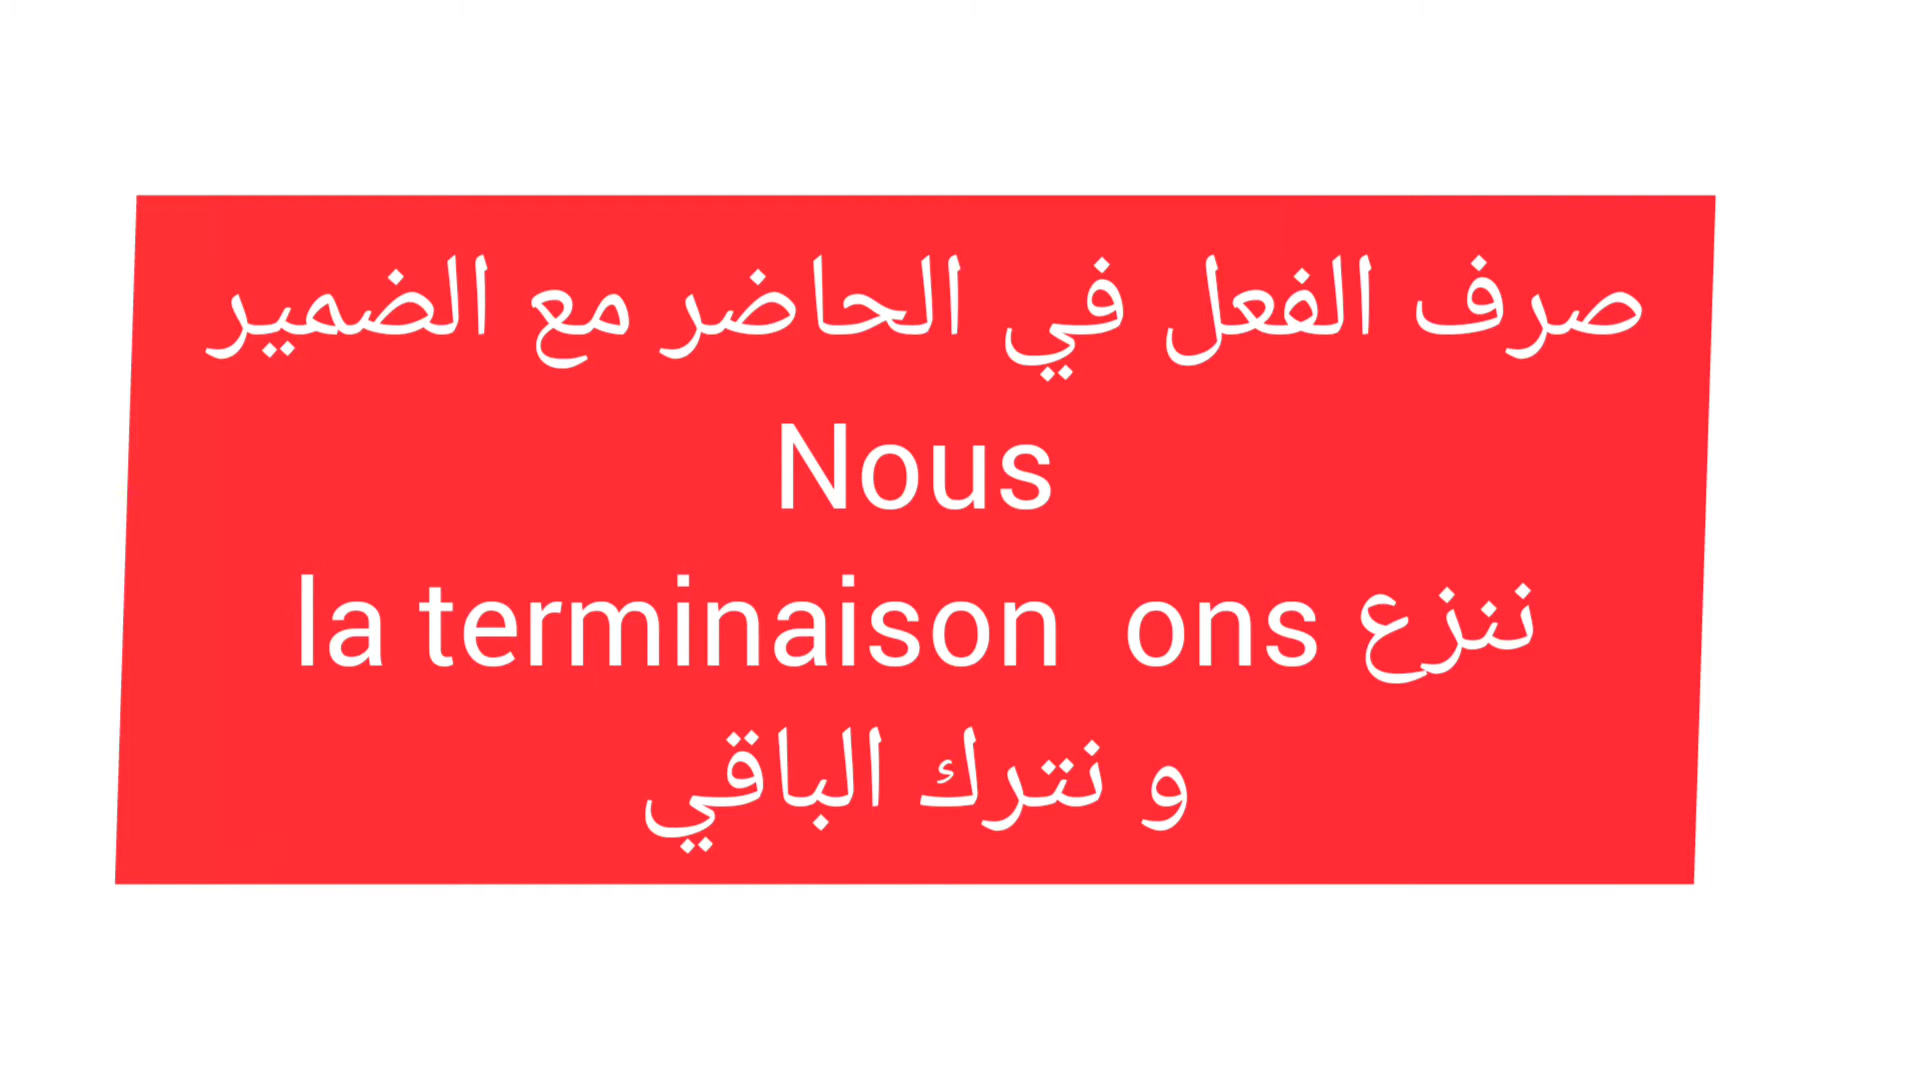 صرف الفعل في الحاضر مع الضمير
Nous
ننزع la terminaison ons
و نترك الباقي